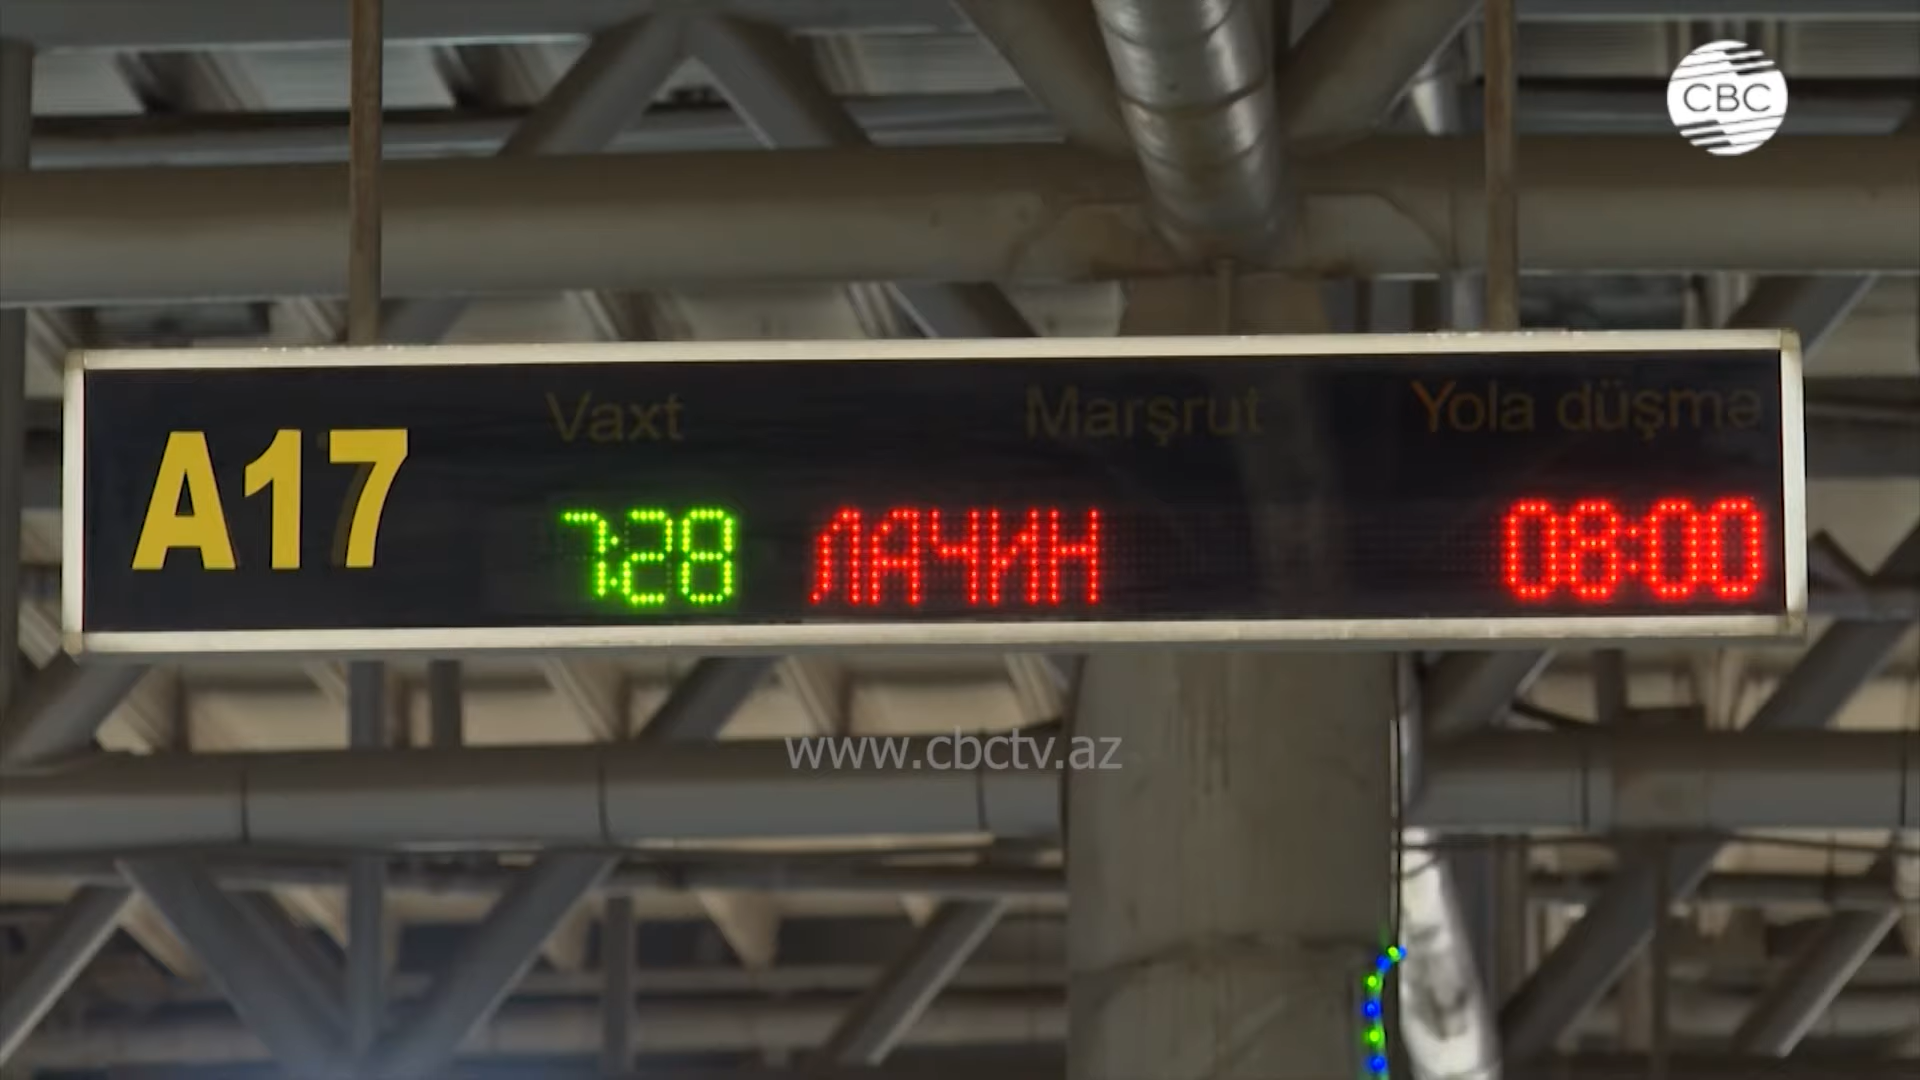 CBC
Vaxt Marşrut Yola düşmə
A17
7:28 ЛАЧИН 08:00
www.cbctv.az